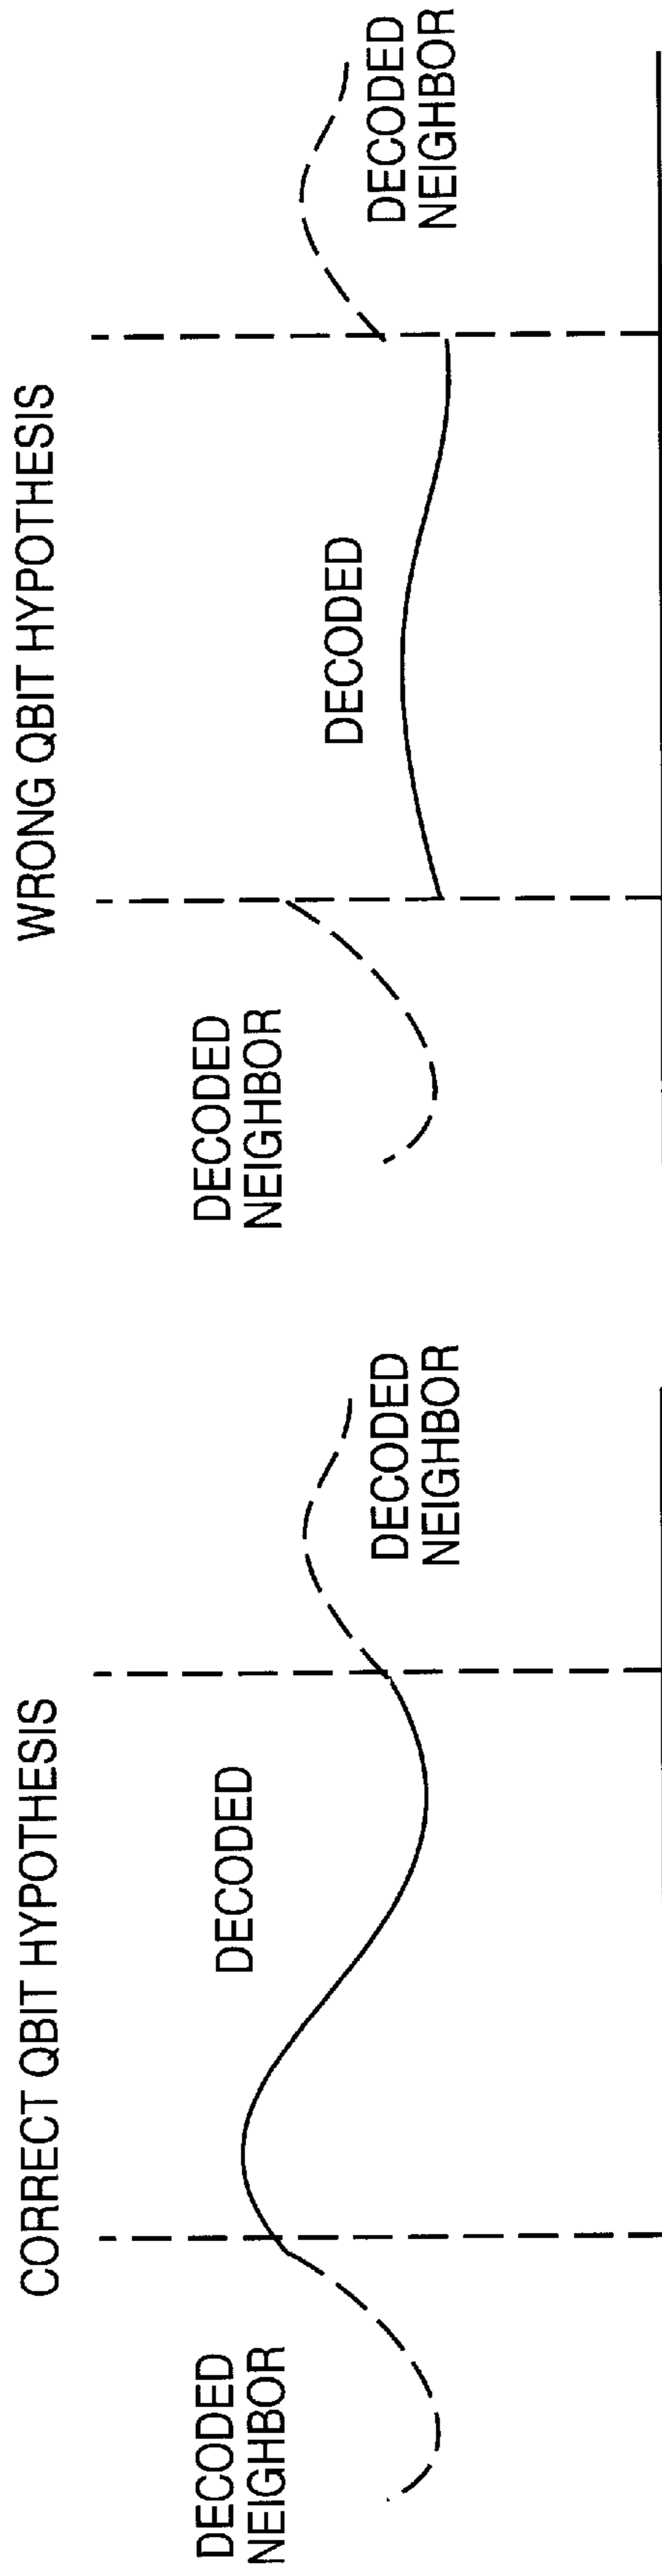 CORRECT QBIT HYPOTHESIS
DECODED
NEIGHBOR
DECODED
DECODED
NEIGHBOR
WRONG QBIT HYPOTHESIS
DECODED
NEIGHBOR
DECODED
DECODED
NEIGHBOR